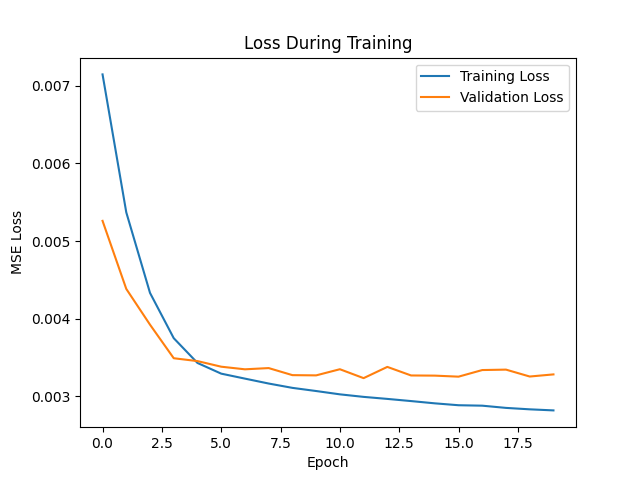 Loss During Training
Training Loss
Validation Loss
0.007
0.006
0.005
0.004
0.003
MSE Loss
0.0 2.5 5.0 7.5 10.0 12.5 15.0 17.5
Epoch